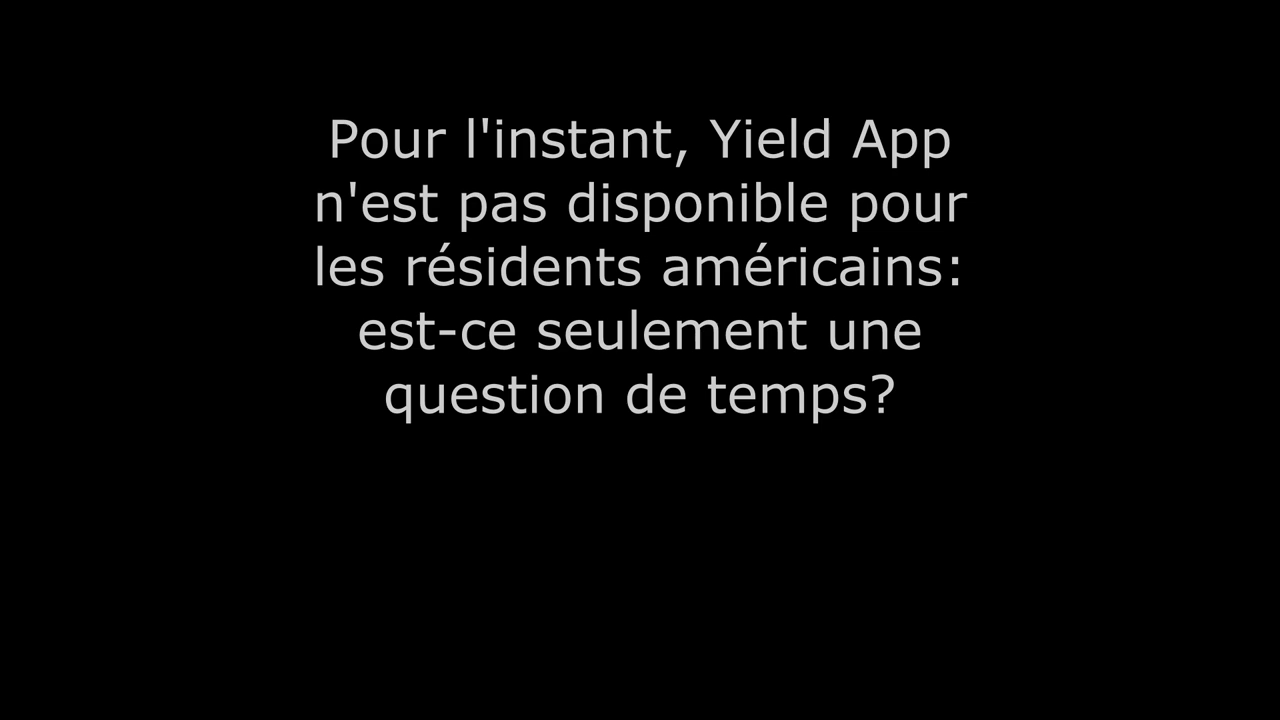 Pour l'instant, Yield App
n'est pas disponible pour
les résidents américains:
est-ce seulement une
question de temps?